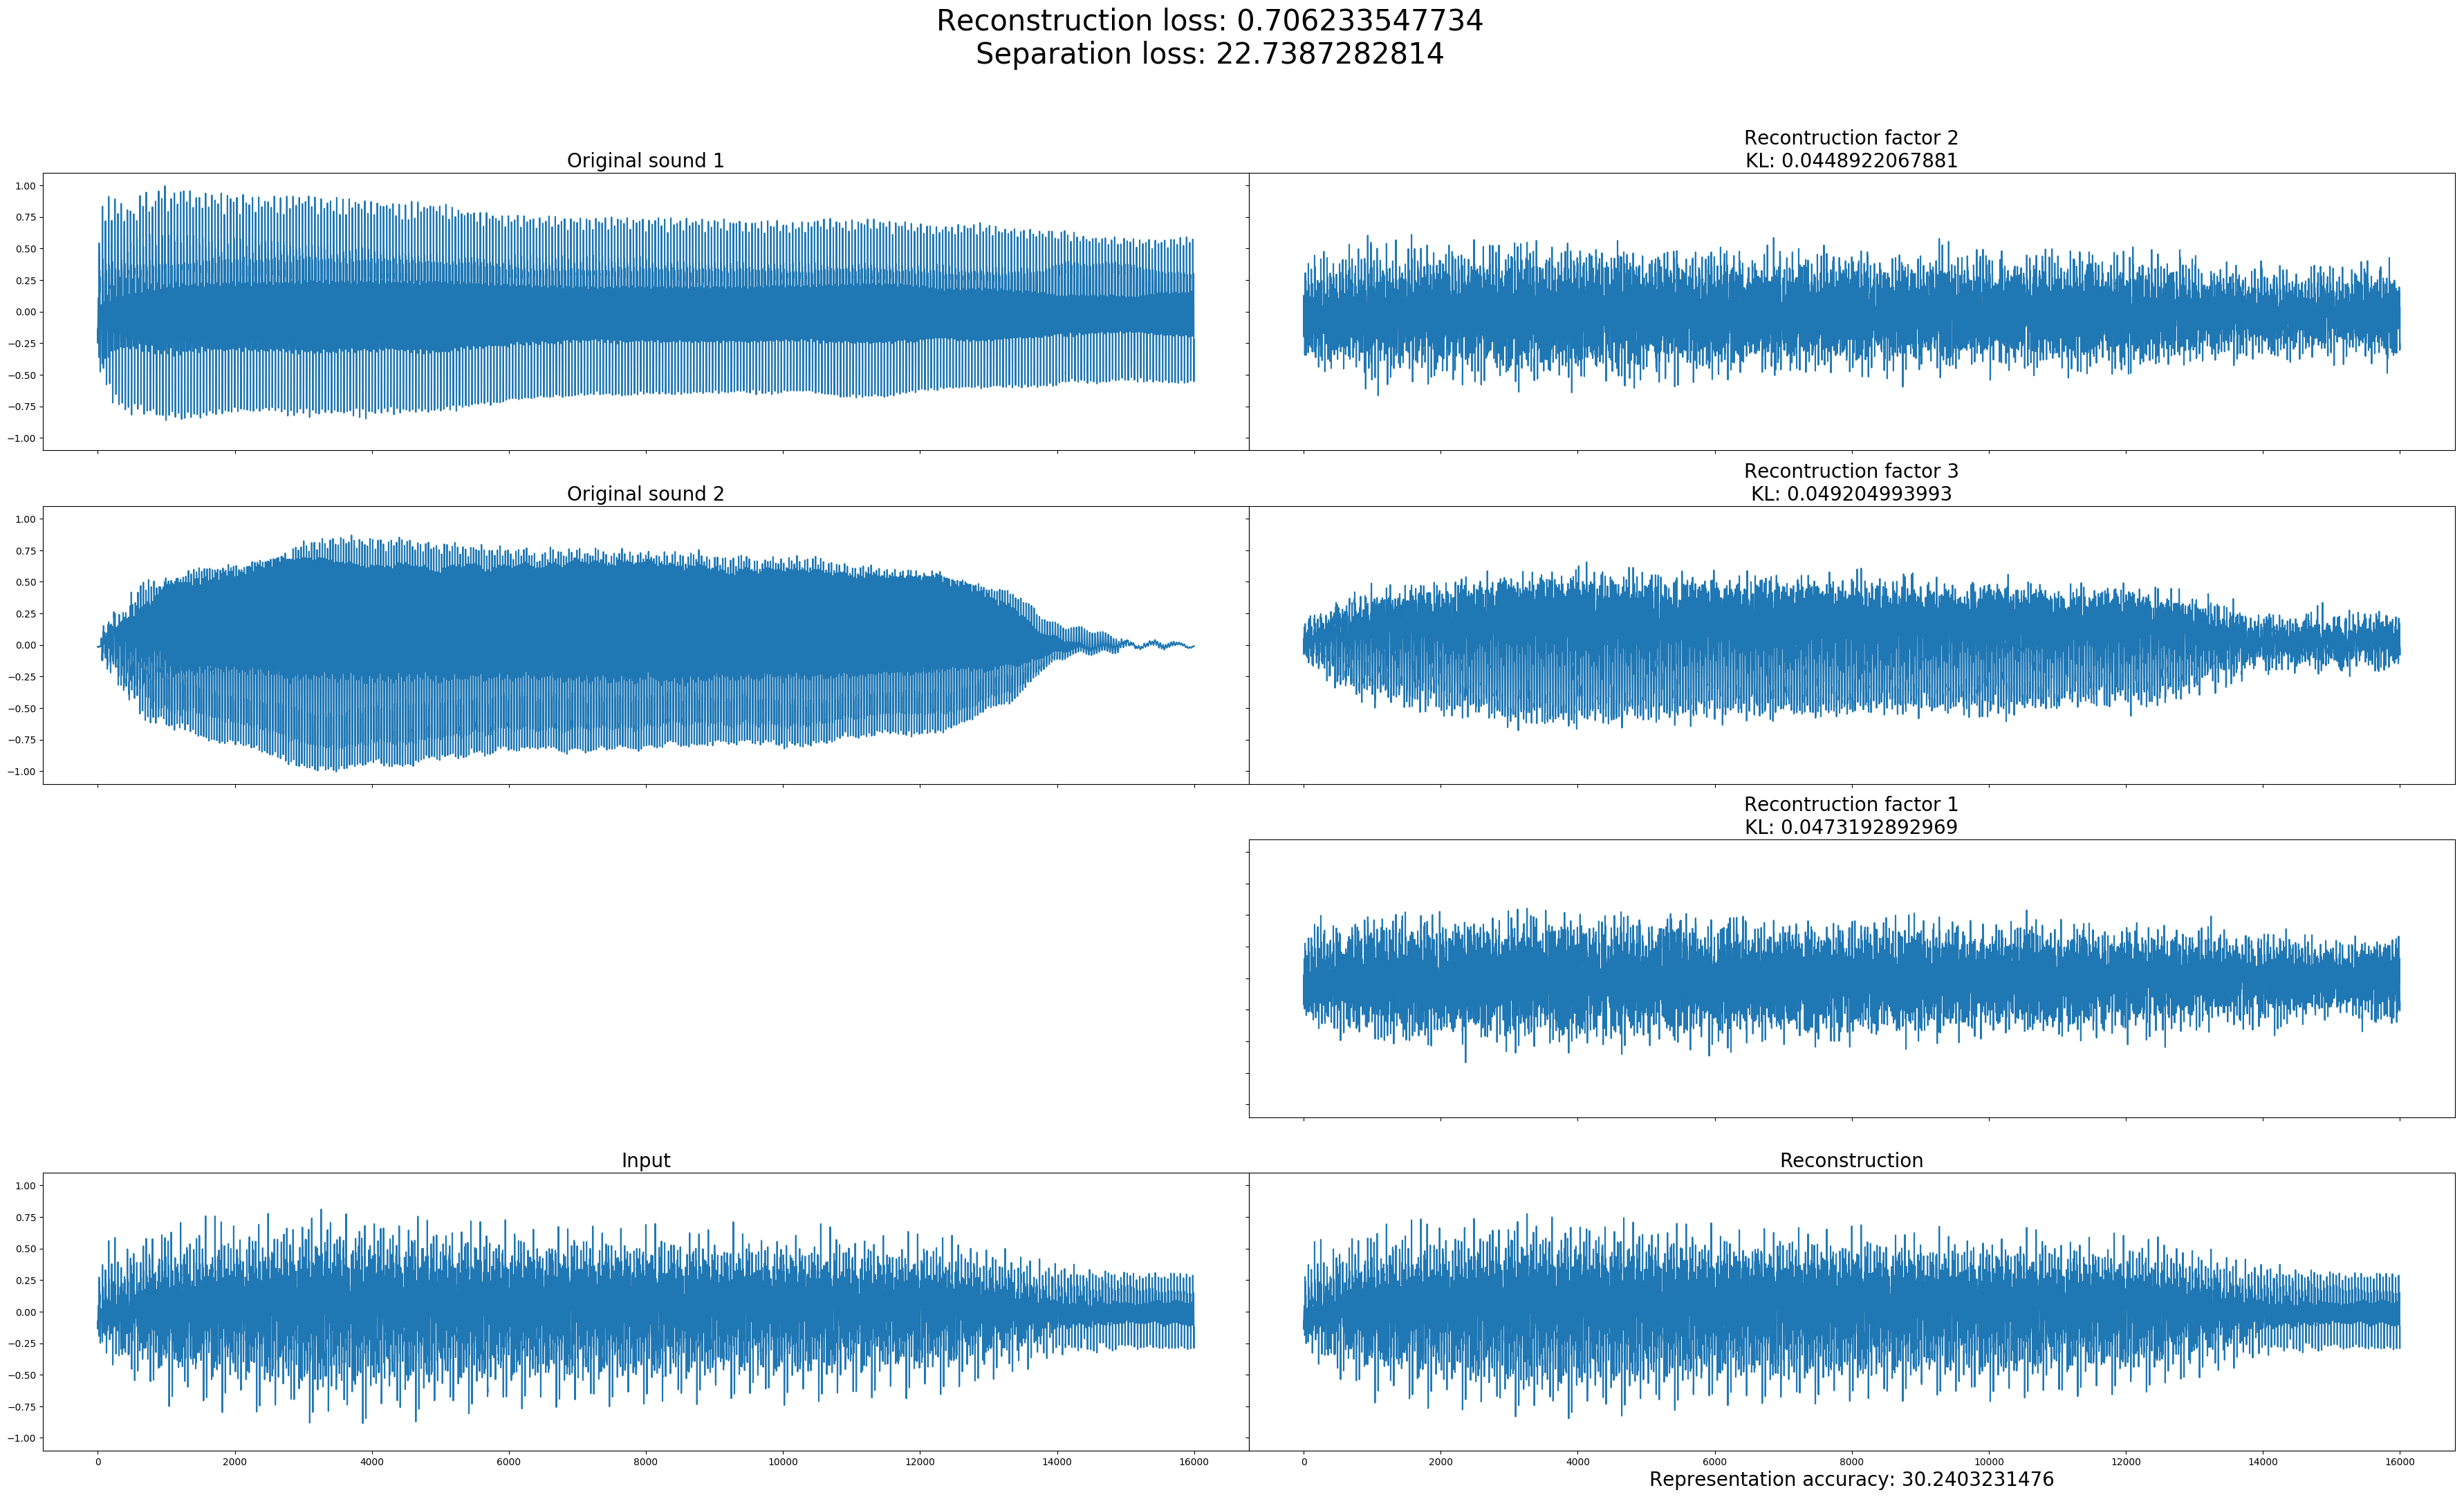 Reconstruction loss: 0.706233547734
Separation loss: 22.7387282814
Original sound 1
1.00
0.75
0.50
0.25
0.00
−0.25
−0.50
−0.75
−1.00
Recontruction factor 2
KL: 0.0448922067881
Original sound 2
1.00
0.75
0.50
0.25
0.00
−0.25
−0.50
−0.75
−1.00
Recontruction factor 3
KL: 0.049204993993
Recontruction factor 1
KL: 0.0473192892969
Input
1.00
0.75
0.50
0.25
0.00
−0.25
−0.50
−0.75
−1.00
0 2000 4000 6000 8000 10000 12000 14000 16000
Reconstruction
0 2000 4000 6000 8000 10000 12000 14000 16000
Representation accuracy: 30.2403231476